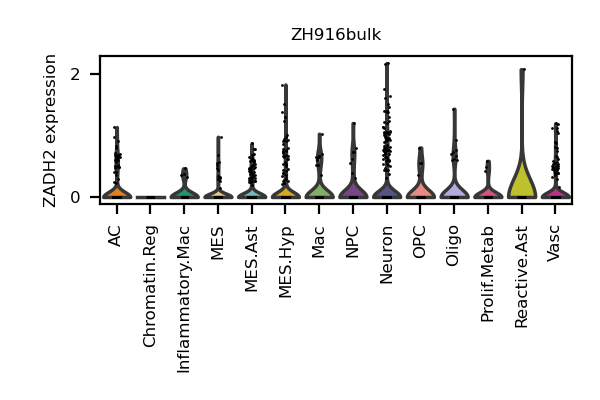 ZH916bulk
ZADH2 expression
2
0
AC
Chromatin.Reg
Inflammatory.Mac
MES
MES.Ast
MES.Hyp
Mac
NPC
Neuron
OPC
Oligo
Prolif.Metab
Reactive.Ast
Vasc